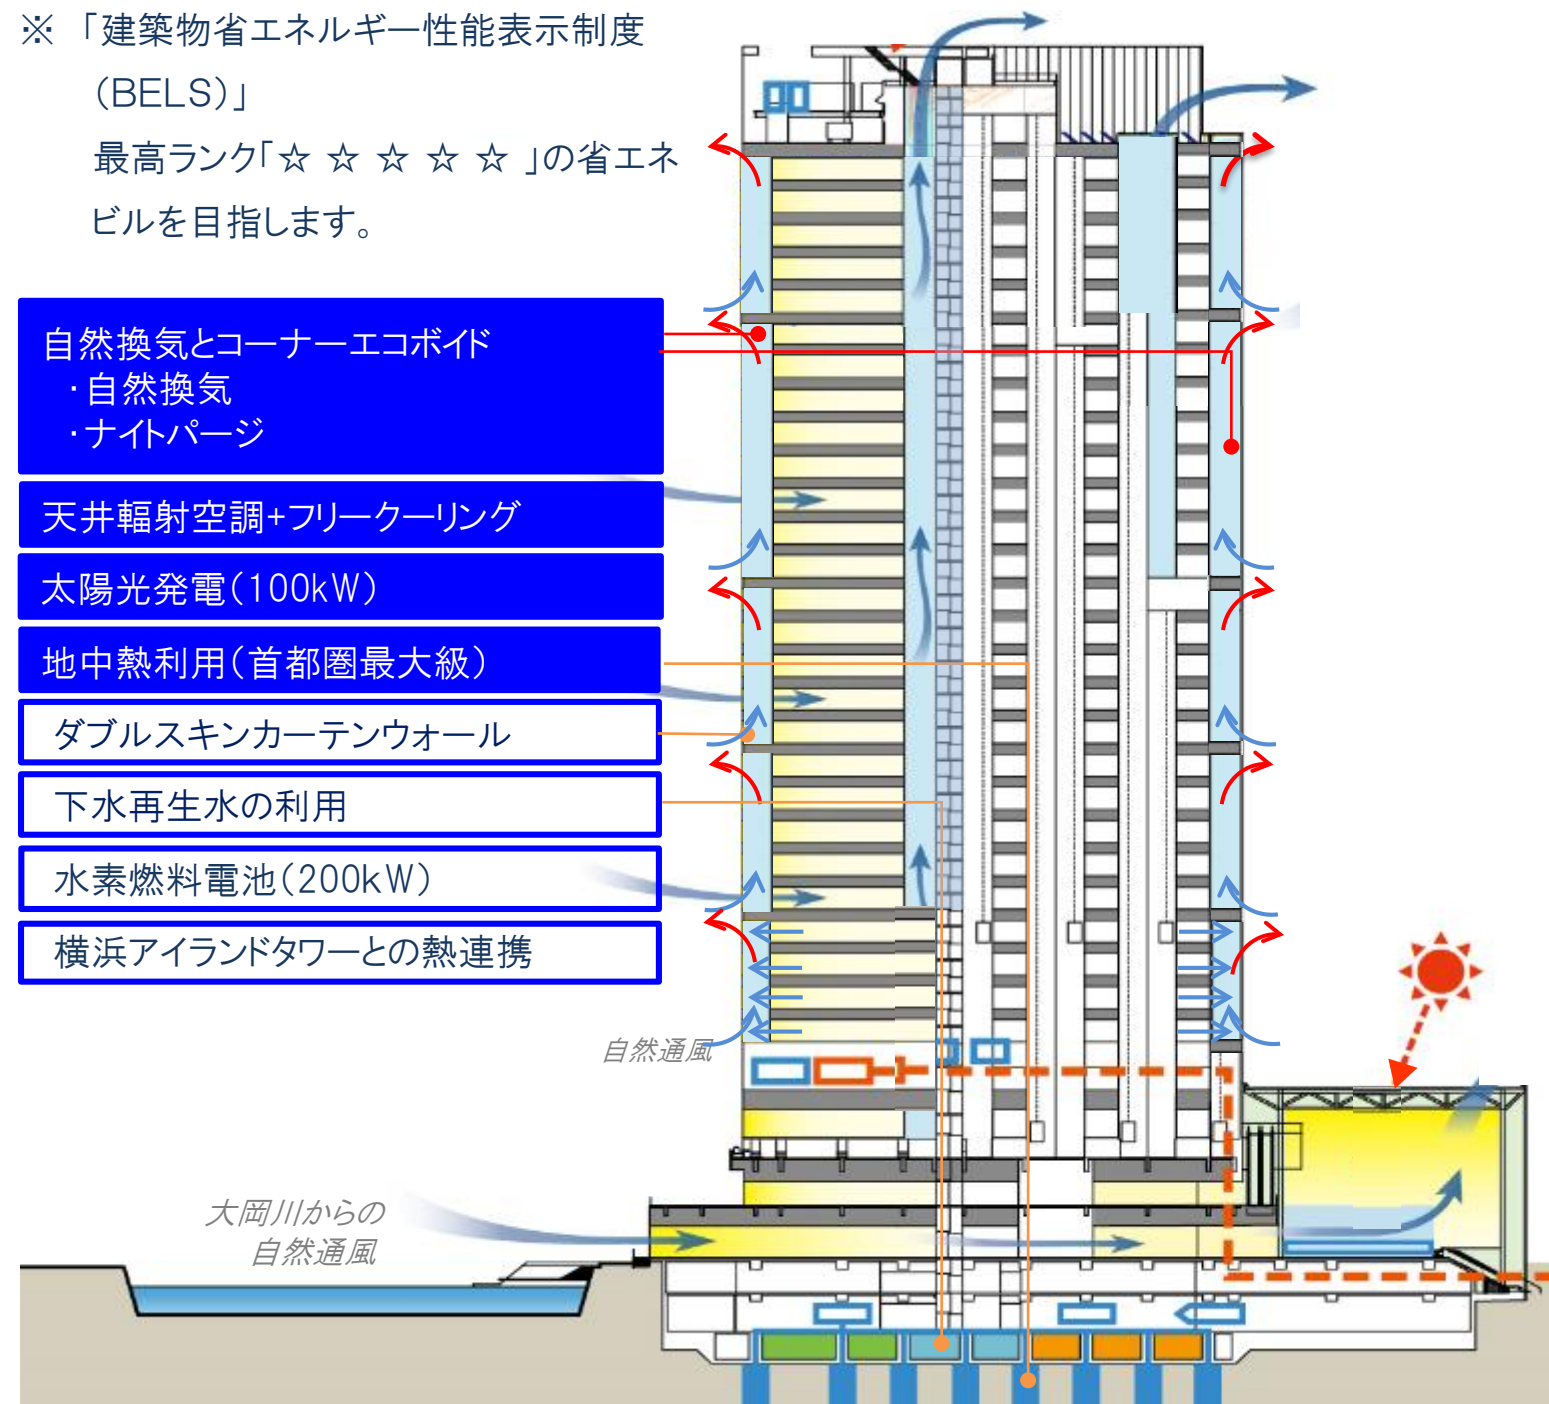 ※ 「建築物省エネルギー性能表示制度
（BELS）」
最高ランク「☆ ☆ ☆ ☆ ☆ 」の省エネ
ビルを目指します。
自然換気とコーナーエコボイド
・自然換気
・ナイトパージ
天井輻射空調+フリークーリング
太陽光発電（100kW）
地中熱利用（首都圏最大級）
ダブルスキンカーテンウォール
下水再生水の利用
水素燃料電池（200kW）
横浜アイランドタワーとの熱連携
自然通風
大岡川からの
自然通風